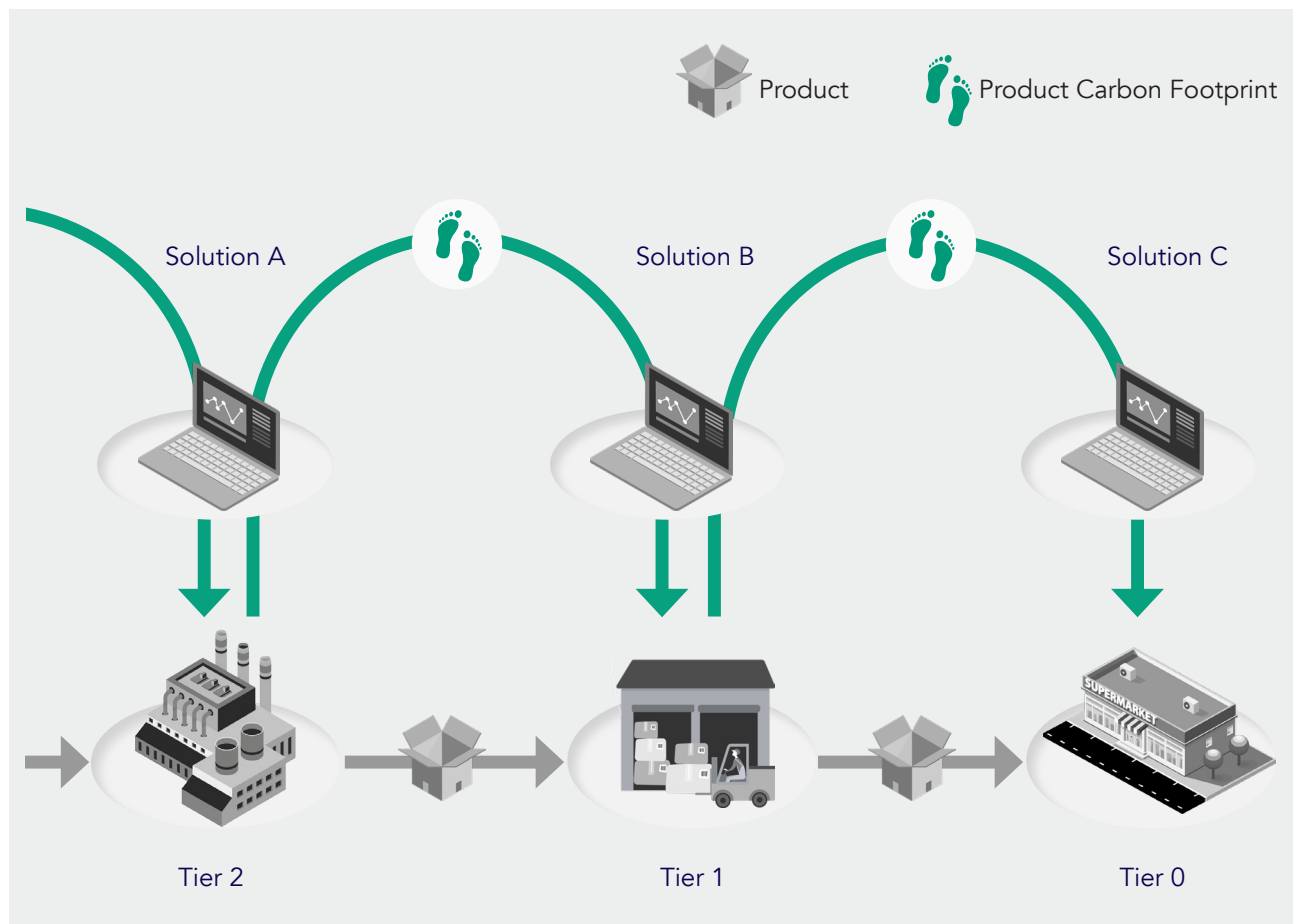 Product
Product Carbon Footprint
Solution A
Solution B
Solution C
SUPERMARKET
Tier 2
Tier 1
Tier 0